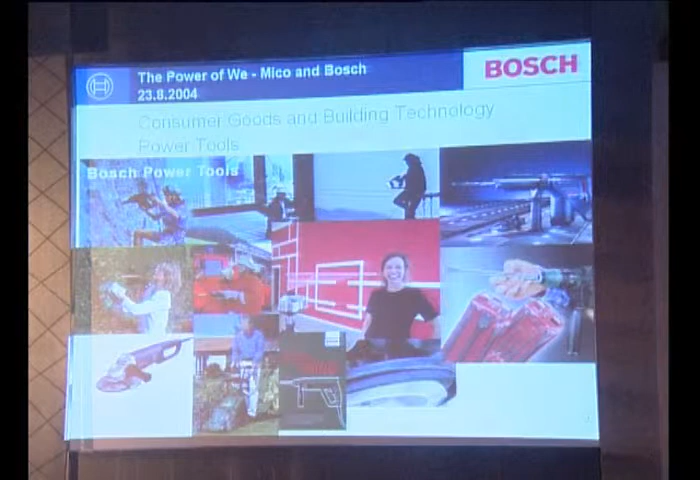 The Power of We - Mico and Bosch
BOSCH
23.8.2004
Consumer Goods and Building Technology
Power Tools
Bosch Power Tools